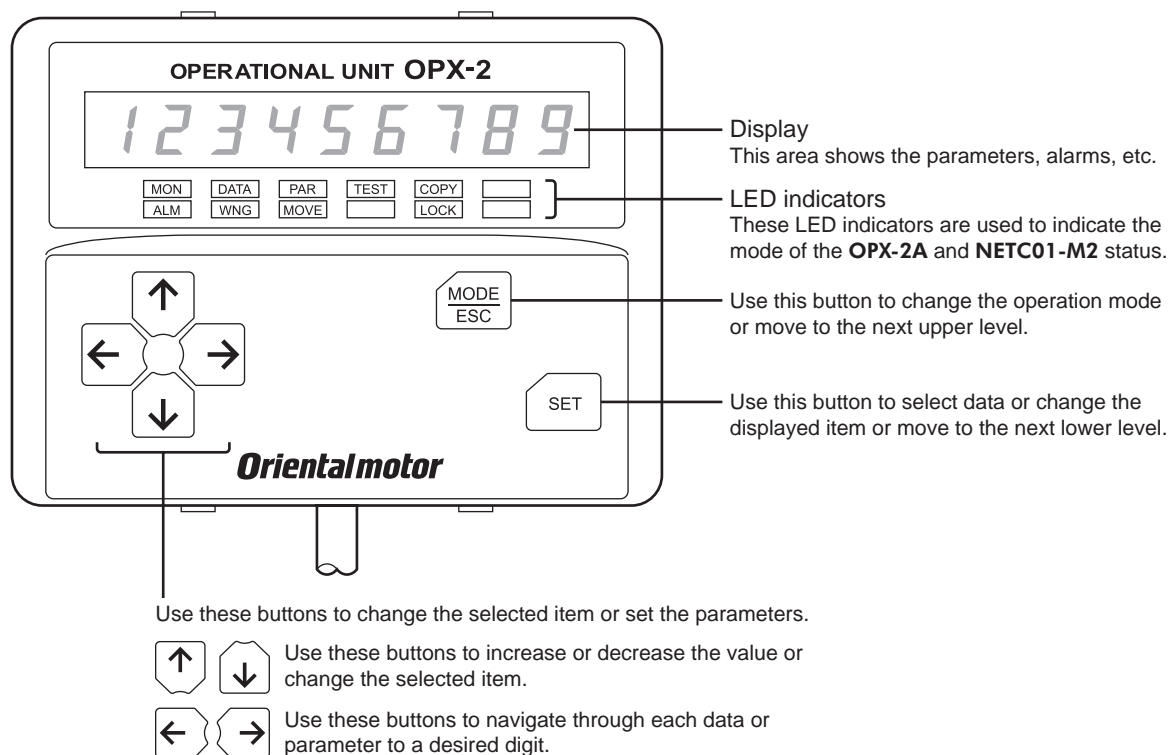 OPERATIONAL UNIT OPX-2
123456 789
MON DATA PAR TEST COPY
ALM WNG MOVE LOCK
Display
This area shows the parameters, alarms, etc.
LED indicators
These LED indicators are used to indicate the
mode of the OPX-2A and NETC01-M2 status.
MODE
ESC
Use this button to change the operation mode
or move to the next upper level.
SET
Use this button to select data or change the
displayed item or move to the next lower level.
Orientalmotor
Use these buttons to change the selected item or set the parameters.
↑ ↓ Use these buttons to increase or decrease the value or
change the selected item.
← → Use these buttons to navigate through each data or
parameter to a desired digit.